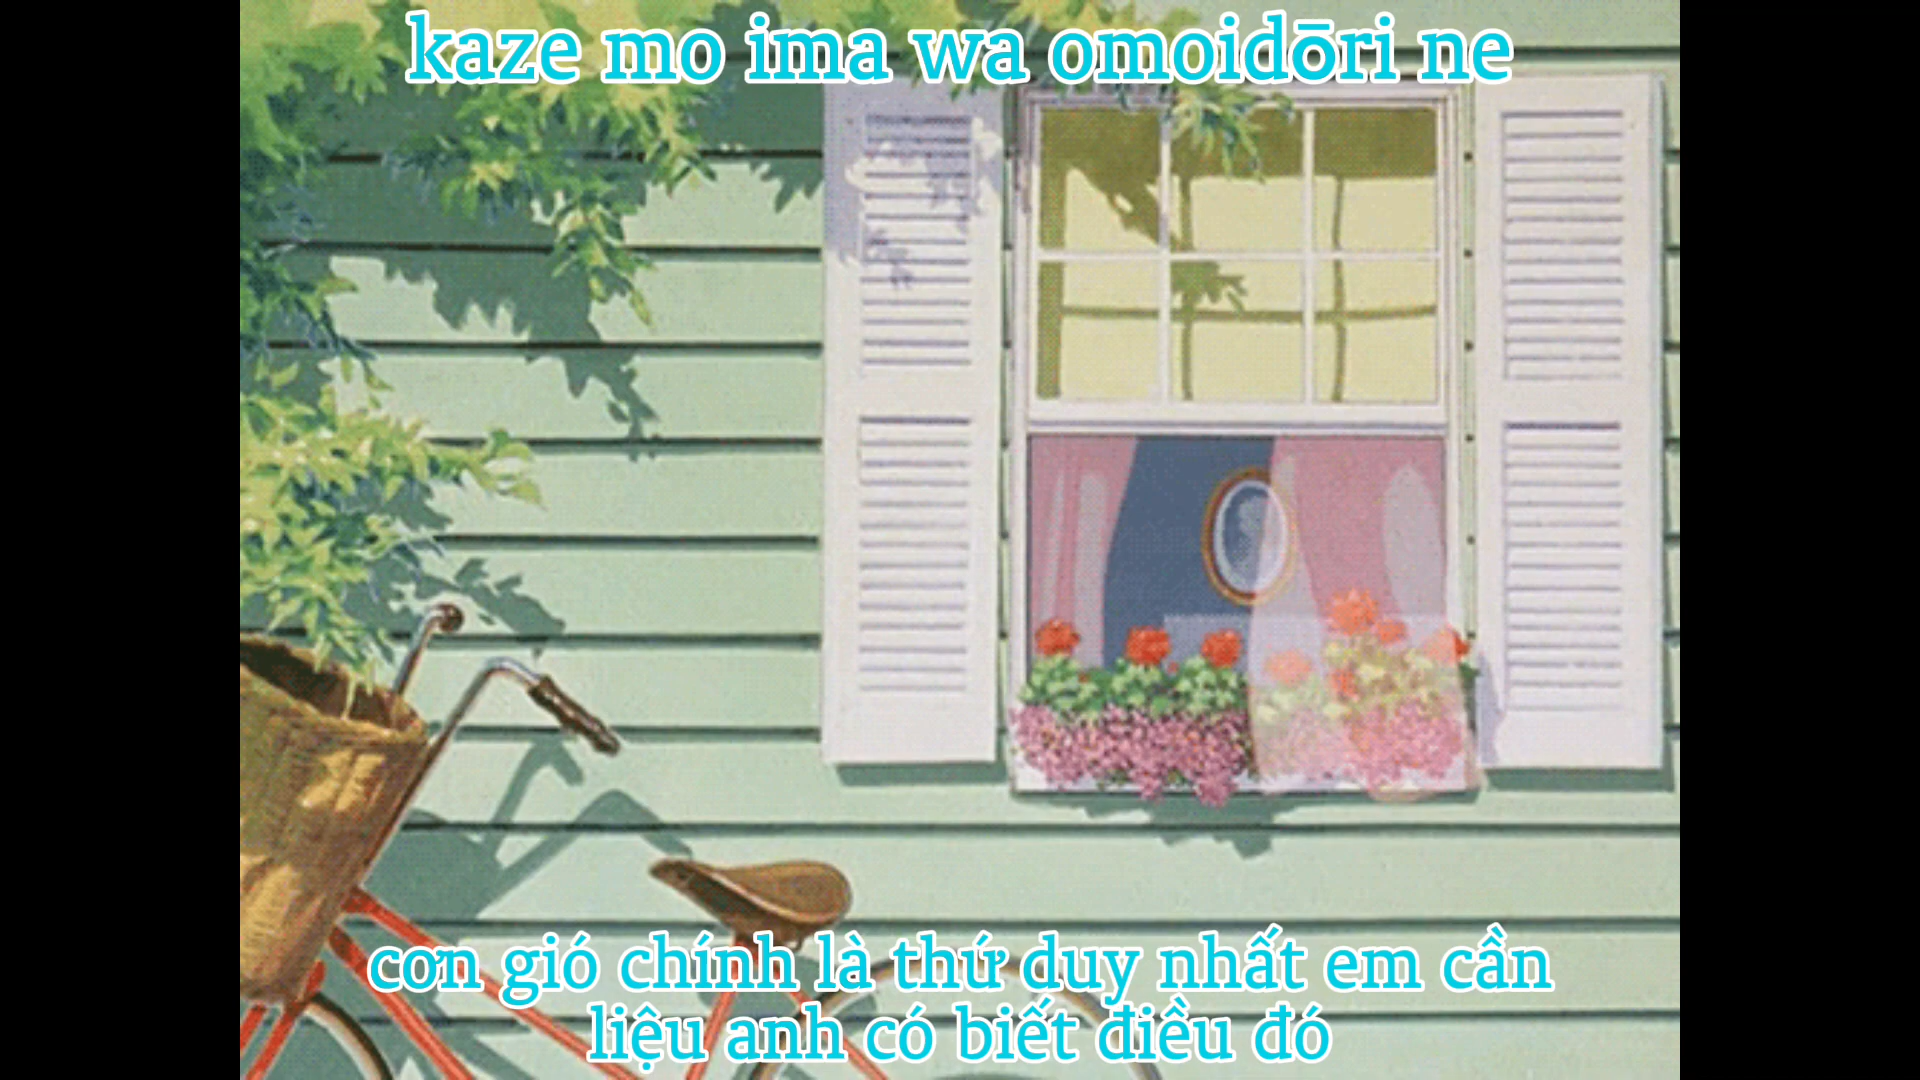 kaze mo ima wa omoidōri ne
cơn gió chính là thứ duy nhất em cần
liệu anh có biết điều đó